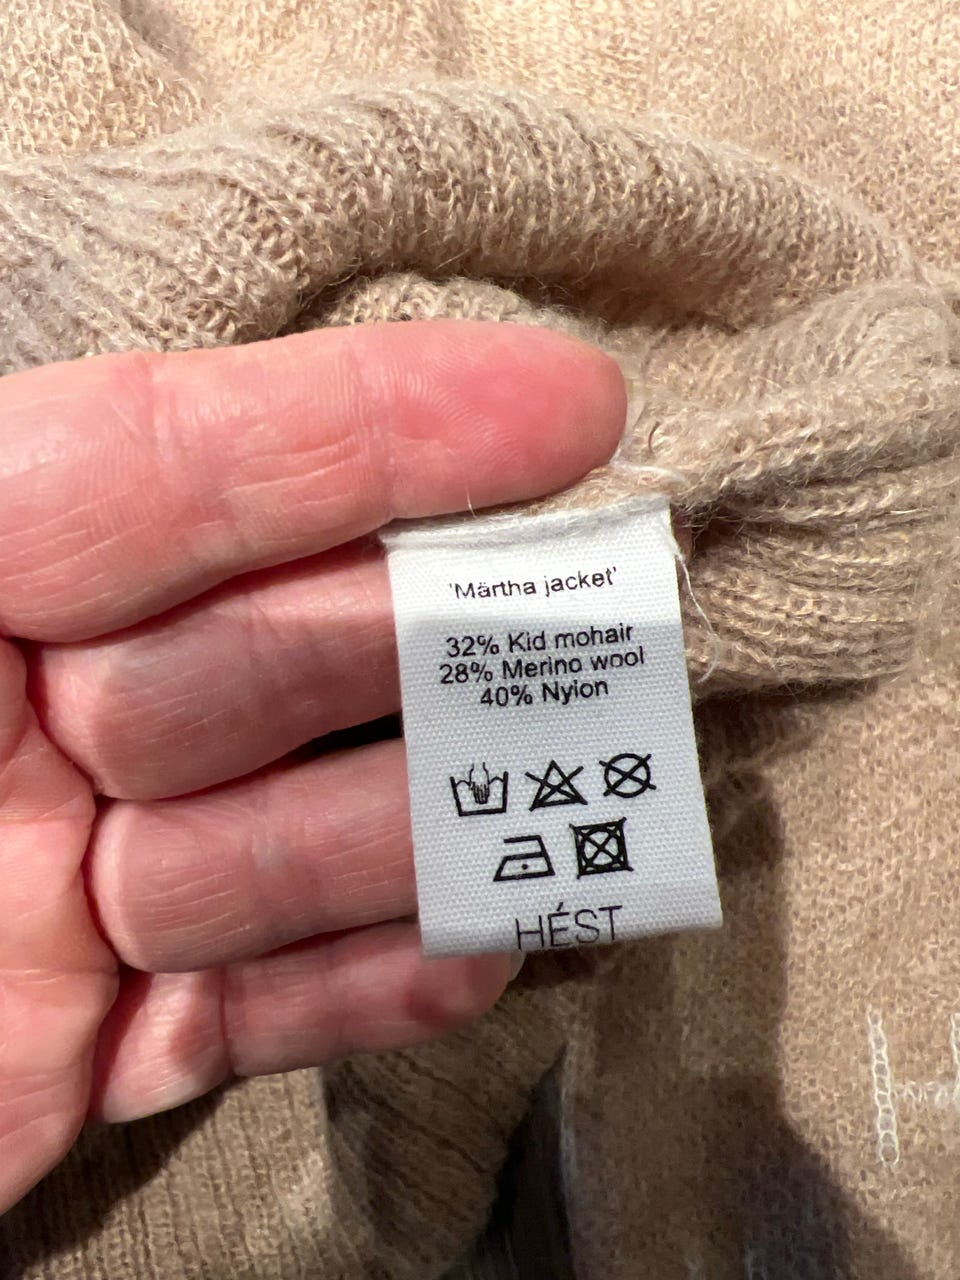 'Märtha jacket'
32% Kid mohair
28% Merino wool
40% Nylon
HÉST